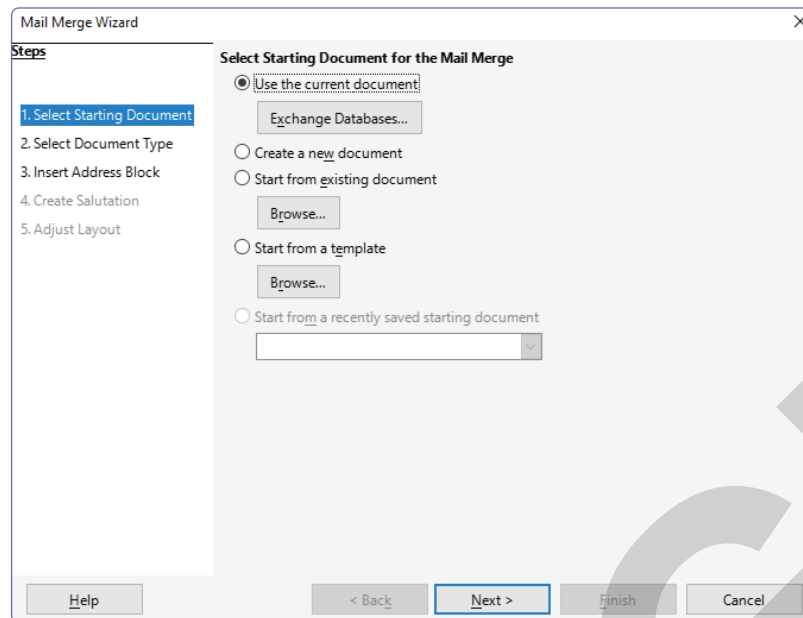 Mail Merge Wizard
Steps
1. Select Starting Document
2. Select Document Type
3. Insert Address Block
4. Create Salutation
5. Adjust Layout
Select Starting Document for the Mail Merge
Use the current document
Exchange Databases...
Create a new document
Start from existing document
Browse...
Start from a template
Browse...
Start from a recently saved starting document
Help
< Back
Next >
Finish
Cancel